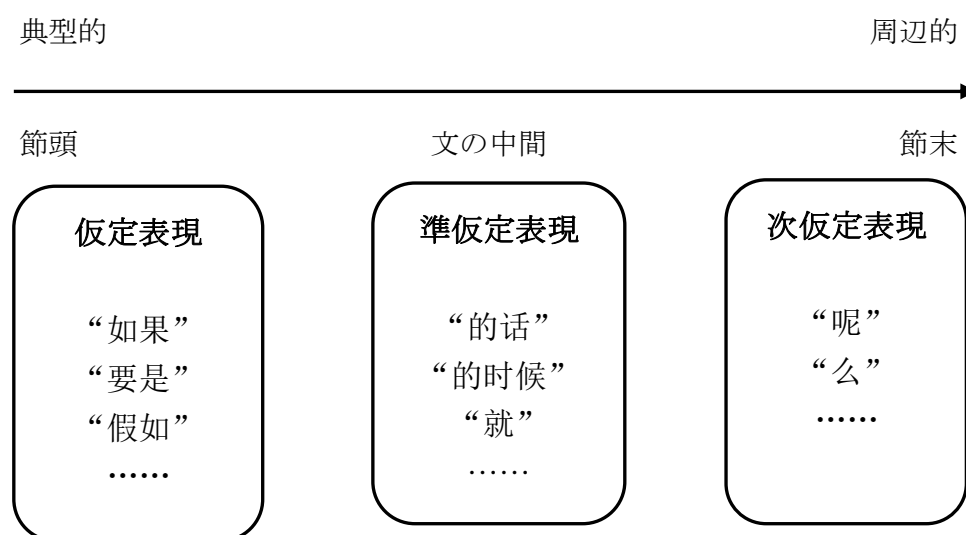 典型的 周辺的
節頭 文の中間 節末
仮定表現
“如果”
“要是”
“假如”
……
準仮定表現
“的话”
“的时候”
“就”
……
次仮定表現
“呢”
“么”
……